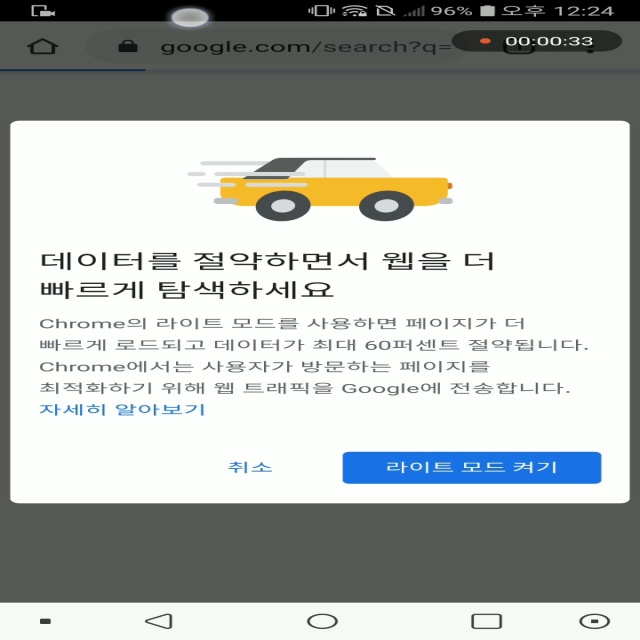 96% 오후 12:24
google.com/search?q=
00:00:33
데이터를 절약하면서 웹을 더
빠르게 탐색하세요
Chrome의 라이트 모드를 사용하면 페이지가 더
빠르게 로드되고 데이터가 최대 60퍼센트 절약됩니다.
Chrome에서는 사용자가 방문하는 페이지를
최적화하기 위해 웹 트래픽을 Google에 전송합니다.
자세히 알아보기
취소
라이트 모드 켜기